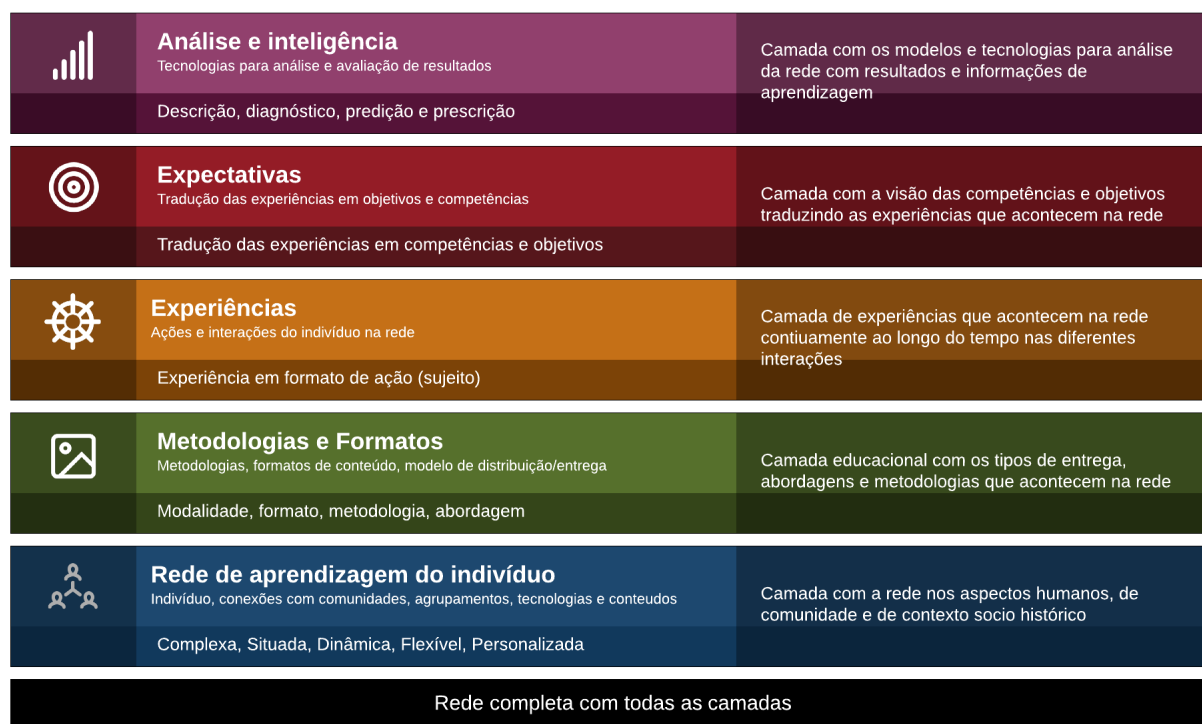 Análise e inteligência
Tecnologias para análise e avaliação de resultados
Descrição, diagnóstico, predição e prescrição
Camada com os modelos e tecnologias para análise
da rede com resultados e informações de
aprendizagem
Expectativas
Tradução das experiências em objetivos e competências
Tradução das experiências em competências e objetivos
Camada com a visão das competências e objetivos
traduzindo as experiências que acontecem na rede
Experiências
Ações e interações do indivíduo na rede
Experiência em formato de ação (sujeito)
Camada de experiências que acontecem na rede
contiuamente ao longo do tempo nas diferentes
interações
Metodologias e Formatos
Metodologias, formatos de conteúdo, modelo de distribuição/entrega
Modalidade, formato, metodologia, abordagem
Camada educacional com os tipos de entrega,
abordagens e metodologias que acontecem na rede
Rede de aprendizagem do indivíduo
Indivíduo, conexões com comunidades, agrupamentos, tecnologias e conteudos
Complexa, Situada, Dinâmica, Flexível, Personalizada
Camada com a rede nos aspectos humanos, de
comunidade e de contexto socio histórico
Rede completa com todas as camadas